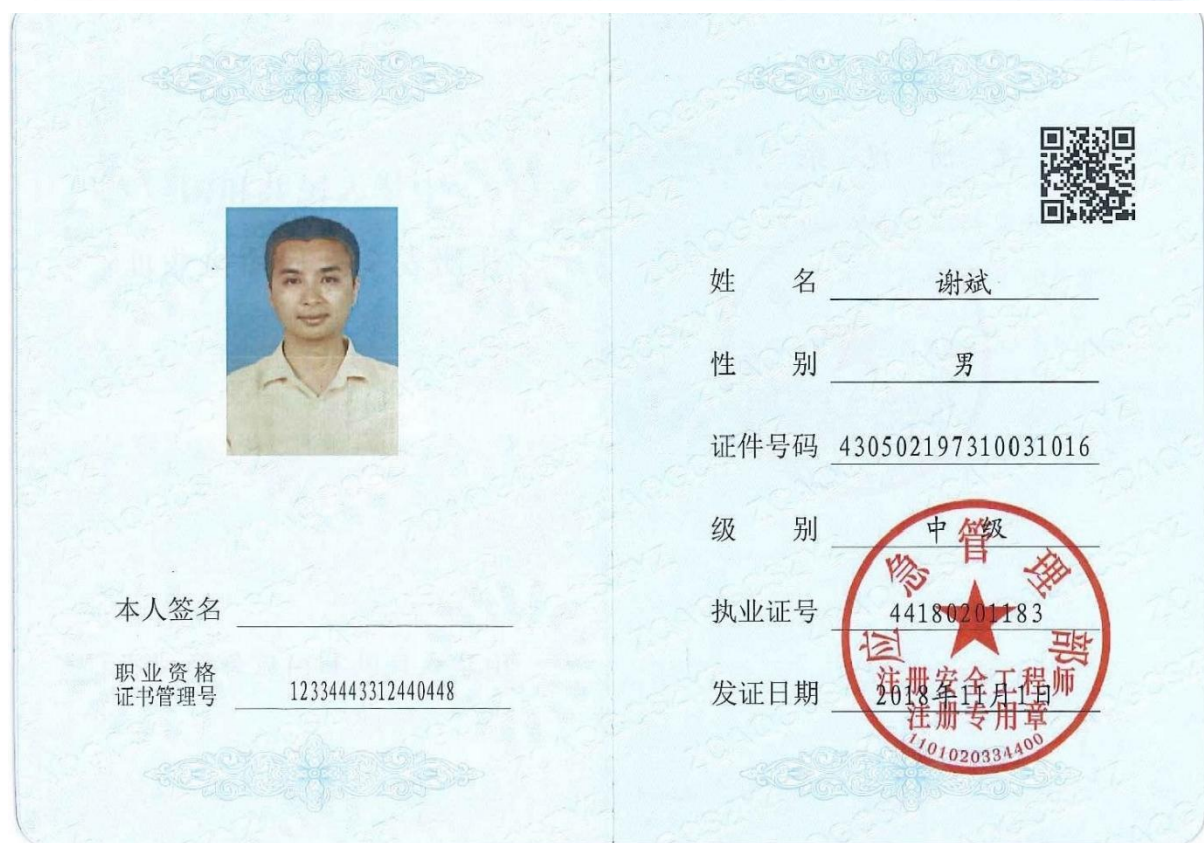 本人签名
职业资格
证书管理号 12334443312440448
姓 名 谢斌
性 别 男
证件号码 430502197310031016
级 别 中级
执业证号 44180201183
发证日期 2018年11月1日
应急管理部
注册安全工程师
注册专用章
1101020334400